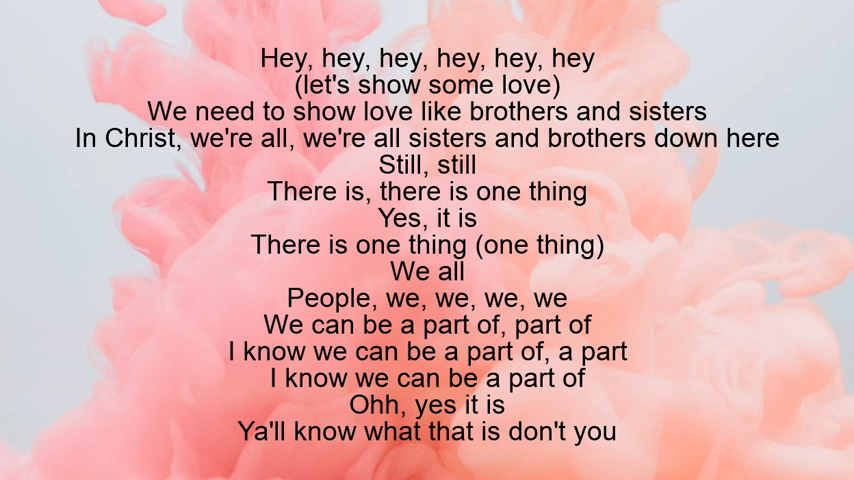 Hey, hey, hey, hey, hey, hey
(let's show some love)
We need to show love like brothers and sisters
In Christ, we're all, we're all sisters and brothers down here
Still, still
There is, there is one thing
Yes, it is
There is one thing (one thing)
We all
People, we, we, we, we
We can be a part of, part of
I know we can be a part of, a part
I know we can be a part of
Ohh, yes it is
Ya'll know what that is don't you